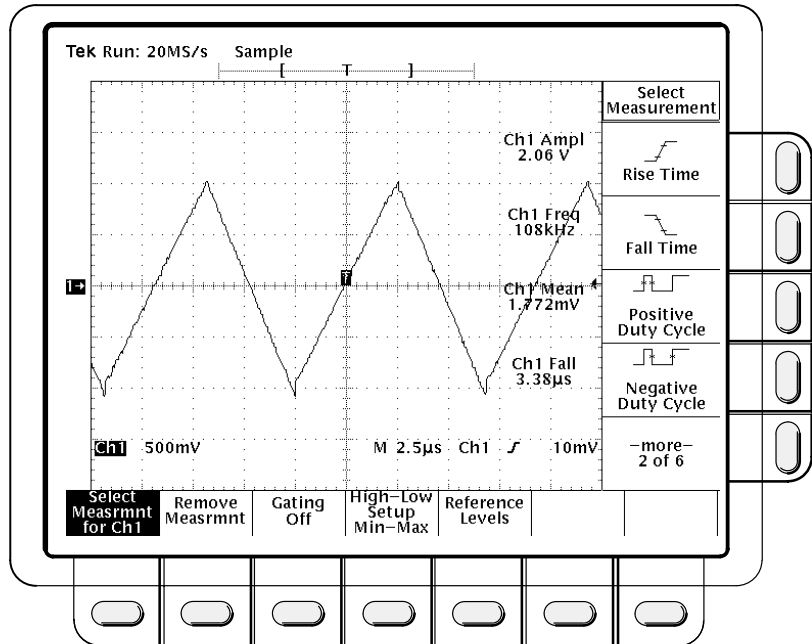 Tek Run: 20MS/s Sample
[ T ]
Select
Measurement
Ch1 Ampl
2.06 V
Rise Time
Ch1 Freq
108kHz
Fall Time
T
1→
Ch1 Mean
1.772mV
Positive
Duty Cycle
Ch1 Fall
3.38µs
Negative
Duty Cycle
Ch1 500mV M 2.5µs Ch1 10mV
–more–
2 of 6
Select
Measrmnt
for Ch1
Remove
Measrmnt
Gating
Off
High–Low
Setup
Min–Max
Reference
Levels